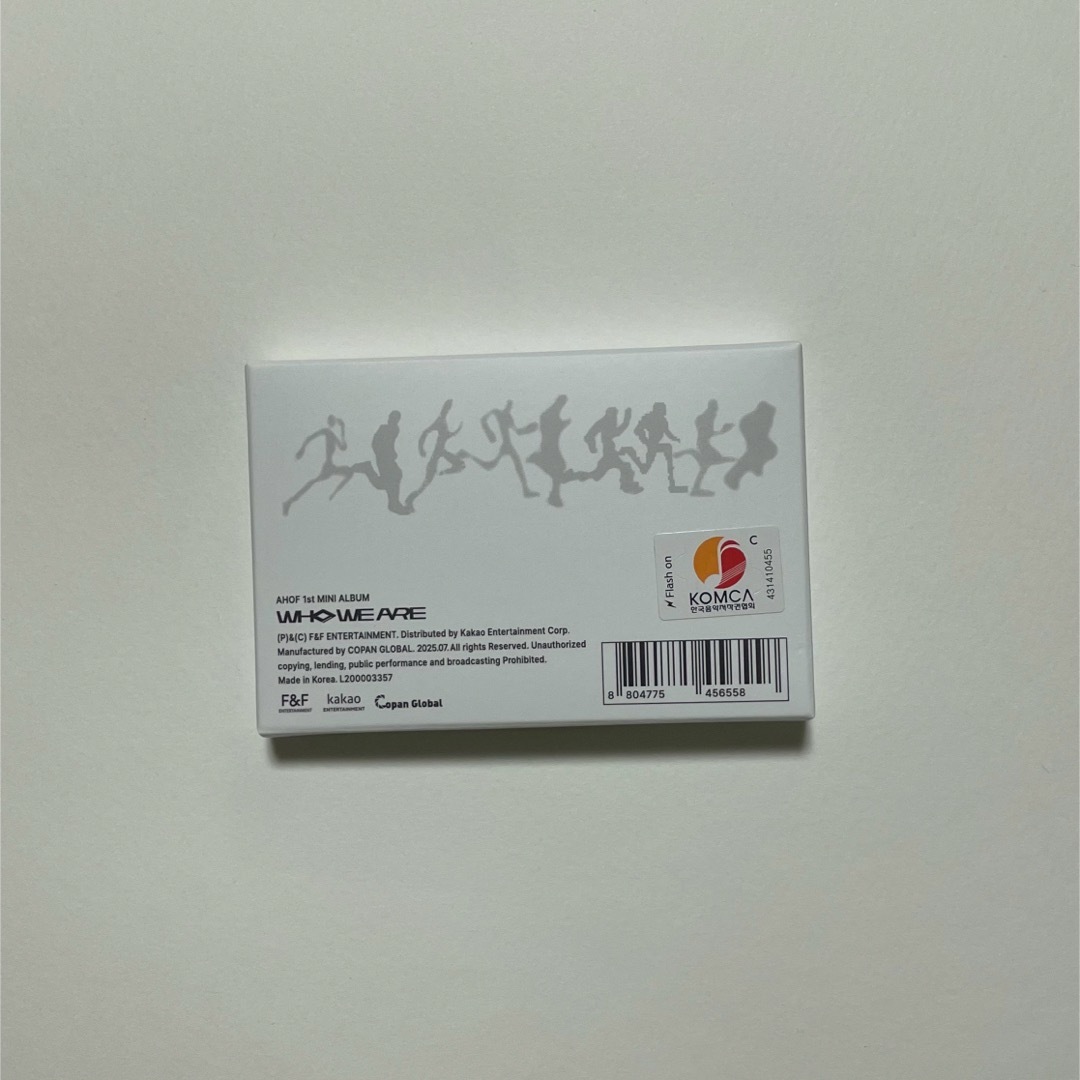 AHOF 1st MINI ALBUM
WHO WE ARE
(P)&(C) F&F ENTERTAINMENT. Distributed by Kakao Entertainment Corp.
Manufactured by COPAN GLOBAL. 2025.07. All rights Reserved. Unauthorized
copying, lending, public performance and broadcasting Prohibited.
Made in Korea. L200003357
F&F
ENTERTAINMENT
kakao
ENTERTAINMENT
Copan Global
Flash on
C
KOMCA
한국음악저작권협회
431410455
8 804775 456558